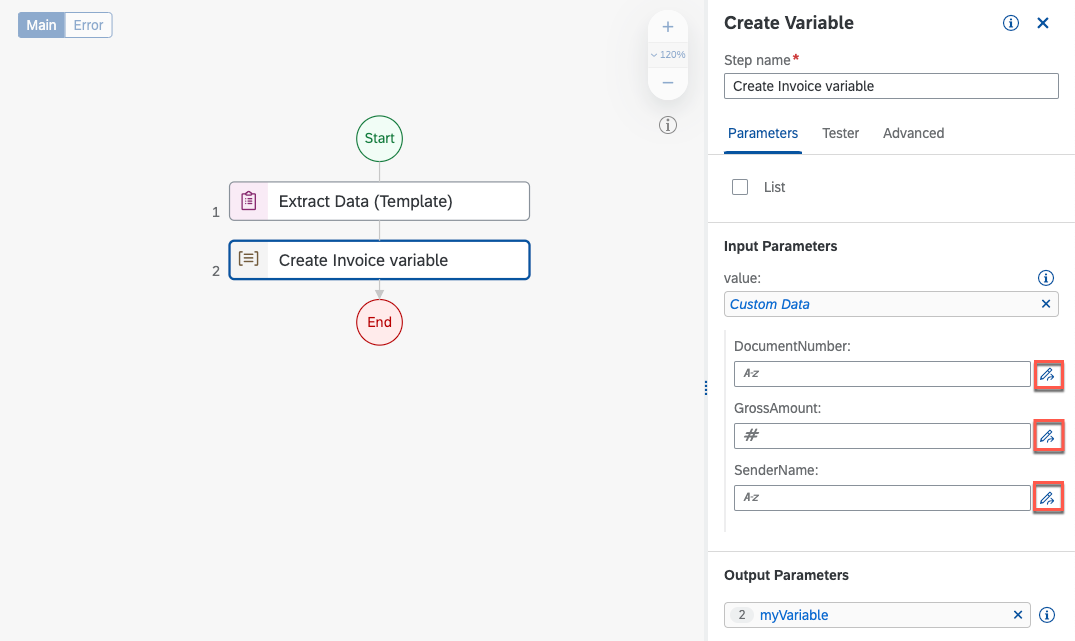 Main Error
120%
Start
1 Extract Data (Template)
2 Create Invoice variable
End
Create Variable
Step name*
Create Invoice variable
Parameters Tester Advanced
List
Input Parameters
value:
Custom Data
DocumentNumber:
A-z
GrossAmount:
#
SenderName:
A-z
Output Parameters
2 myVariable